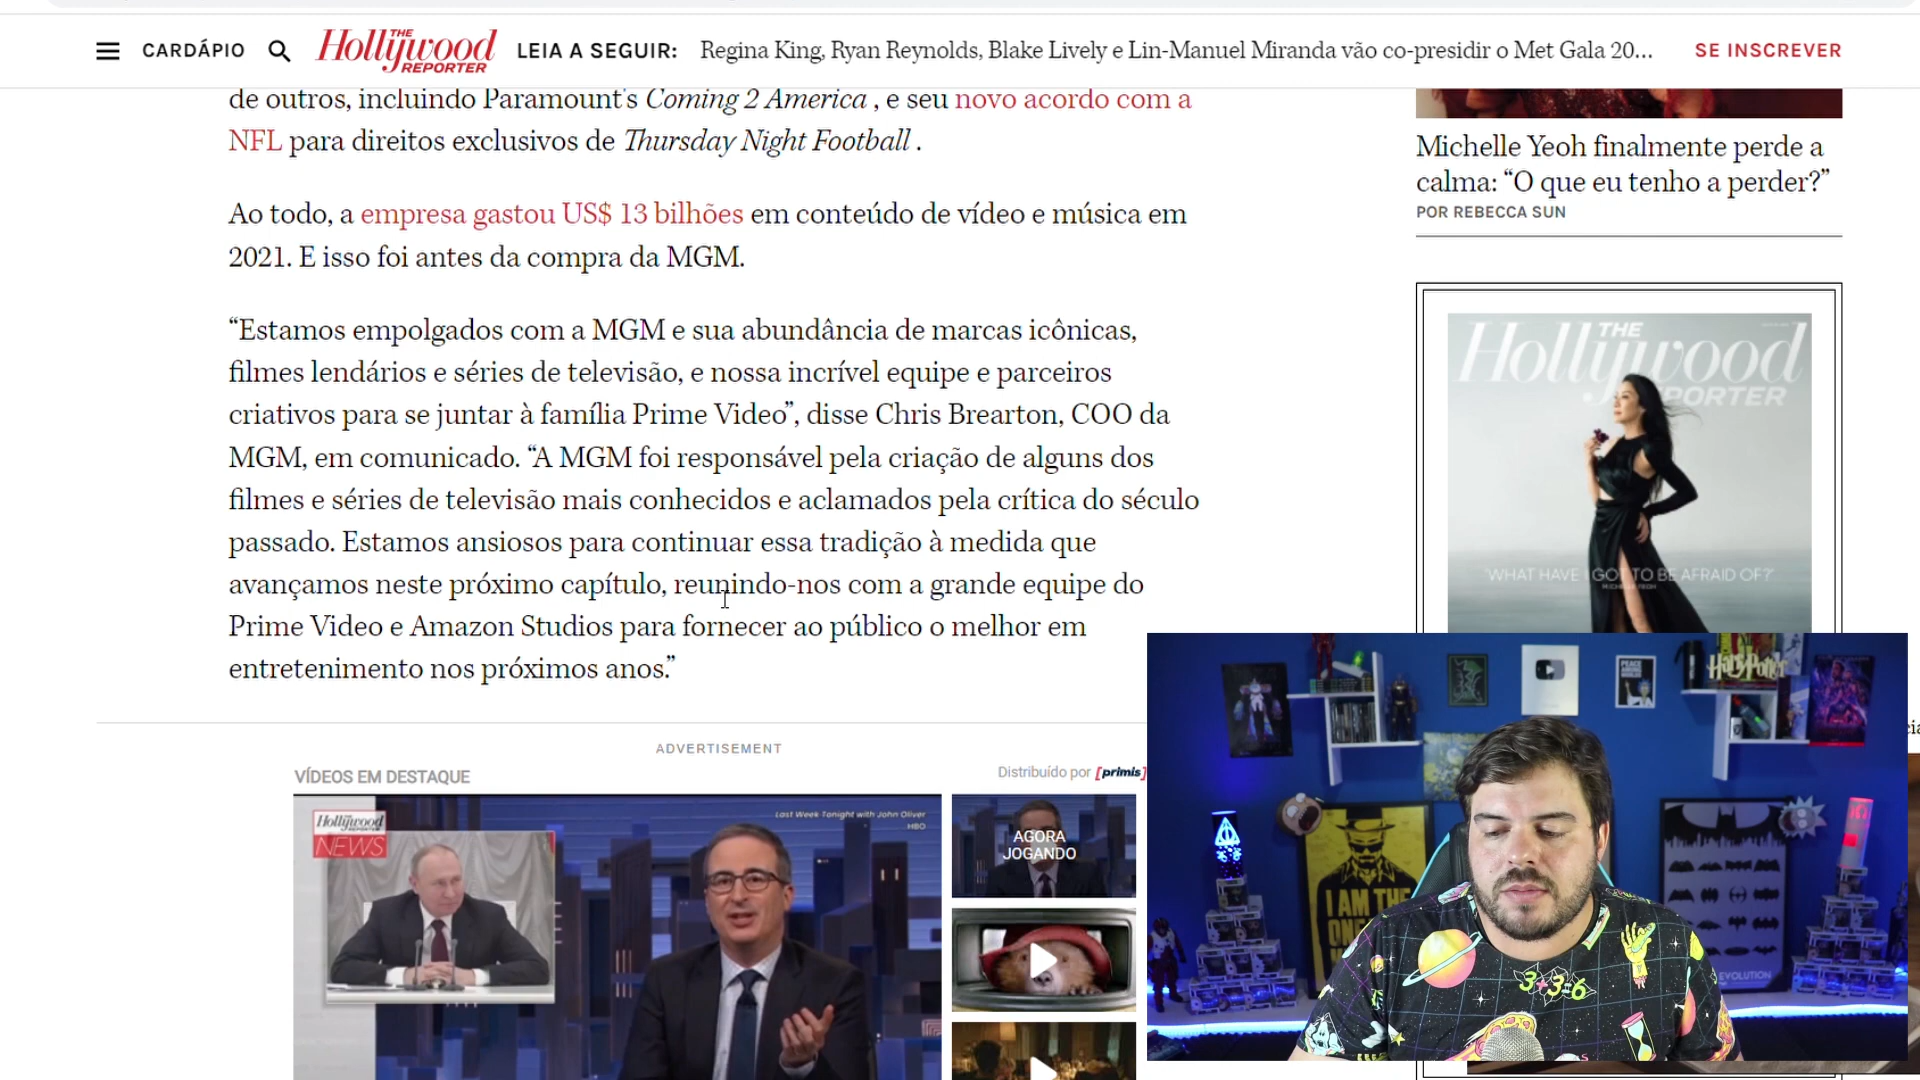 CARDÁPIO
THE
Hollywood
REPORTER
LEIA A SEGUIR:
Regina King, Ryan Reynolds, Blake Lively e Lin-Manuel Miranda vão co-presidir o Met Gala 20...
SE INSCREVER
de outros, incluindo Paramount's Coming 2 America , e seu novo acordo com a
NFL para direitos exclusivos de Thursday Night Football .
Ao todo, a empresa gastou US$ 13 bilhões em conteúdo de vídeo e música em
2021. E isso foi antes da compra da MGM.
“Estamos empolgados com a MGM e sua abundância de marcas icônicas,
filmes lendários e séries de televisão, e nossa incrível equipe e parceiros
criativos para se juntar à família Prime Video”, disse Chris Brearton, COO da
MGM, em comunicado. “A MGM foi responsável pela criação de alguns dos
filmes e séries de televisão mais conhecidos e aclamados pela crítica do século
passado. Estamos ansiosos para continuar essa tradição à medida que
avançamos neste próximo capítulo, reunindo-nos com a grande equipe do
Prime Video e Amazon Studios para fornecer ao público o melhor em
entretenimento nos próximos anos.”
ADVERTISEMENT
VÍDEOS EM DESTAQUE
Distribuído por [primis]
Hollywood
REPORTER
NEWS
Last Week Tonight with John Oliver
HBO
AGORA
JOGANDO
Michelle Yeoh finalmente perde a
calma: “O que eu tenho a perder?”
POR REBECCA SUN
THE
Hollywood
REPORTER
“WHAT HAVE I GOT TO BE AFRAID OF?”
Harry Potter
PEACE
I AM THE
ONE
EVOLUTION
3+3=6